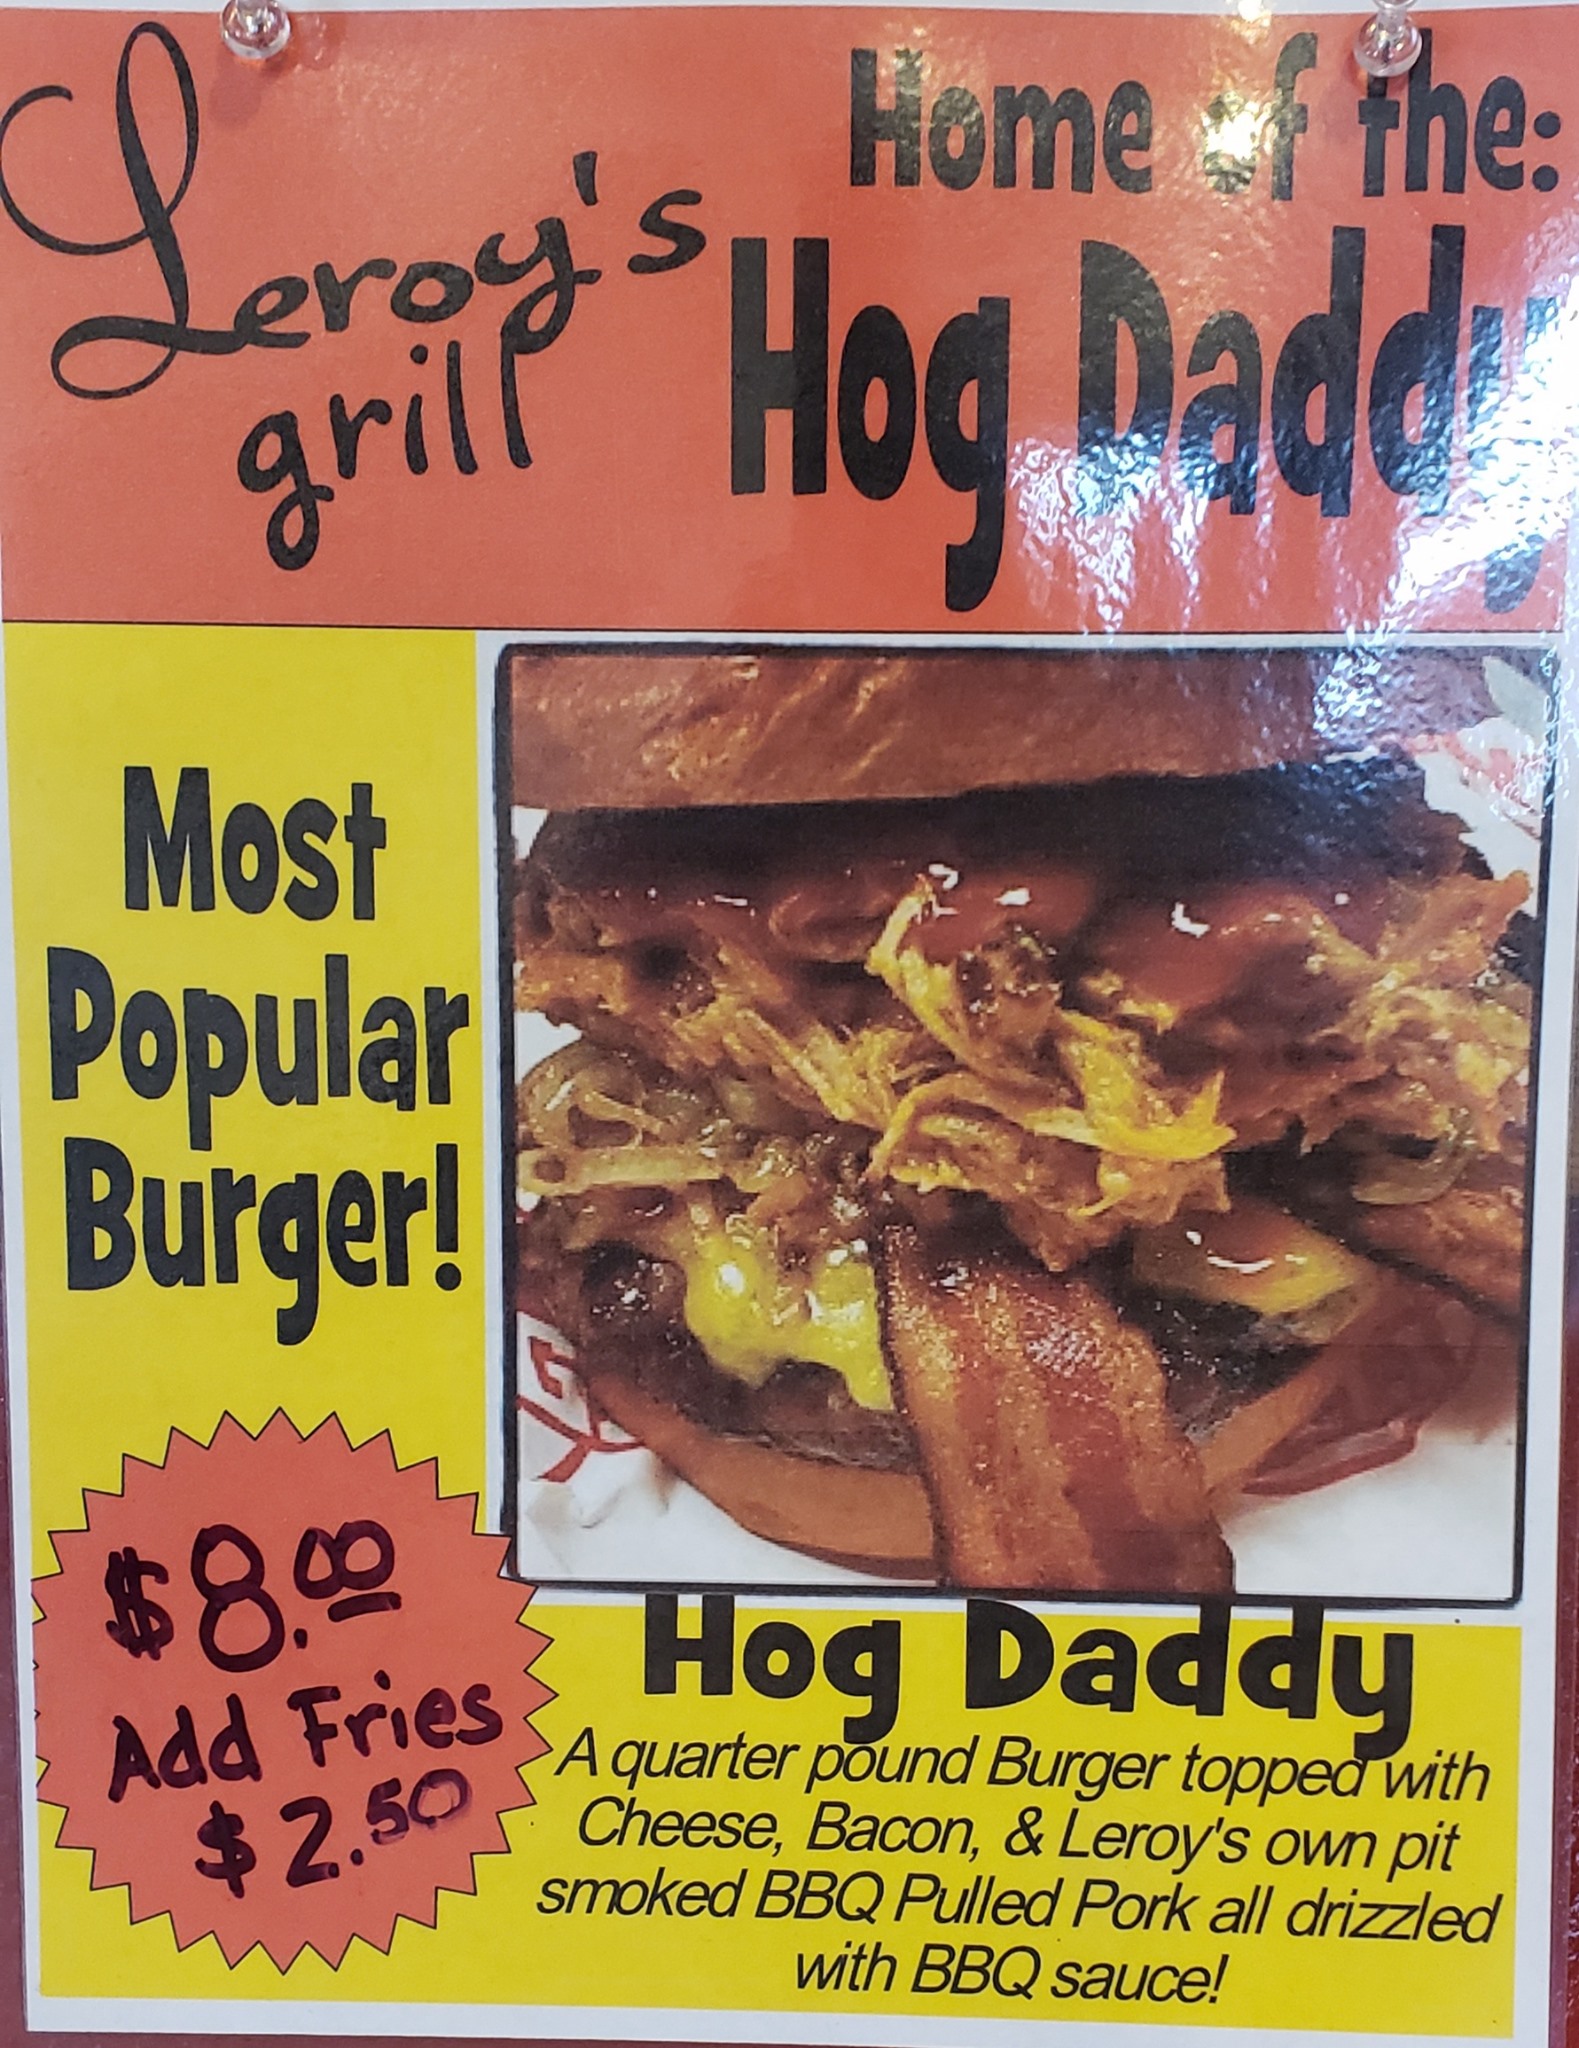 Leroy's
grill
Home of the:
Hog Daddy
Most
Popular
Burger!
$8.00
Add Fries
$2.50
Hog Daddy
A quarter pound Burger topped with
Cheese, Bacon, & Leroy's own pit
smoked BBQ Pulled Pork all drizzled
with BBQ sauce!